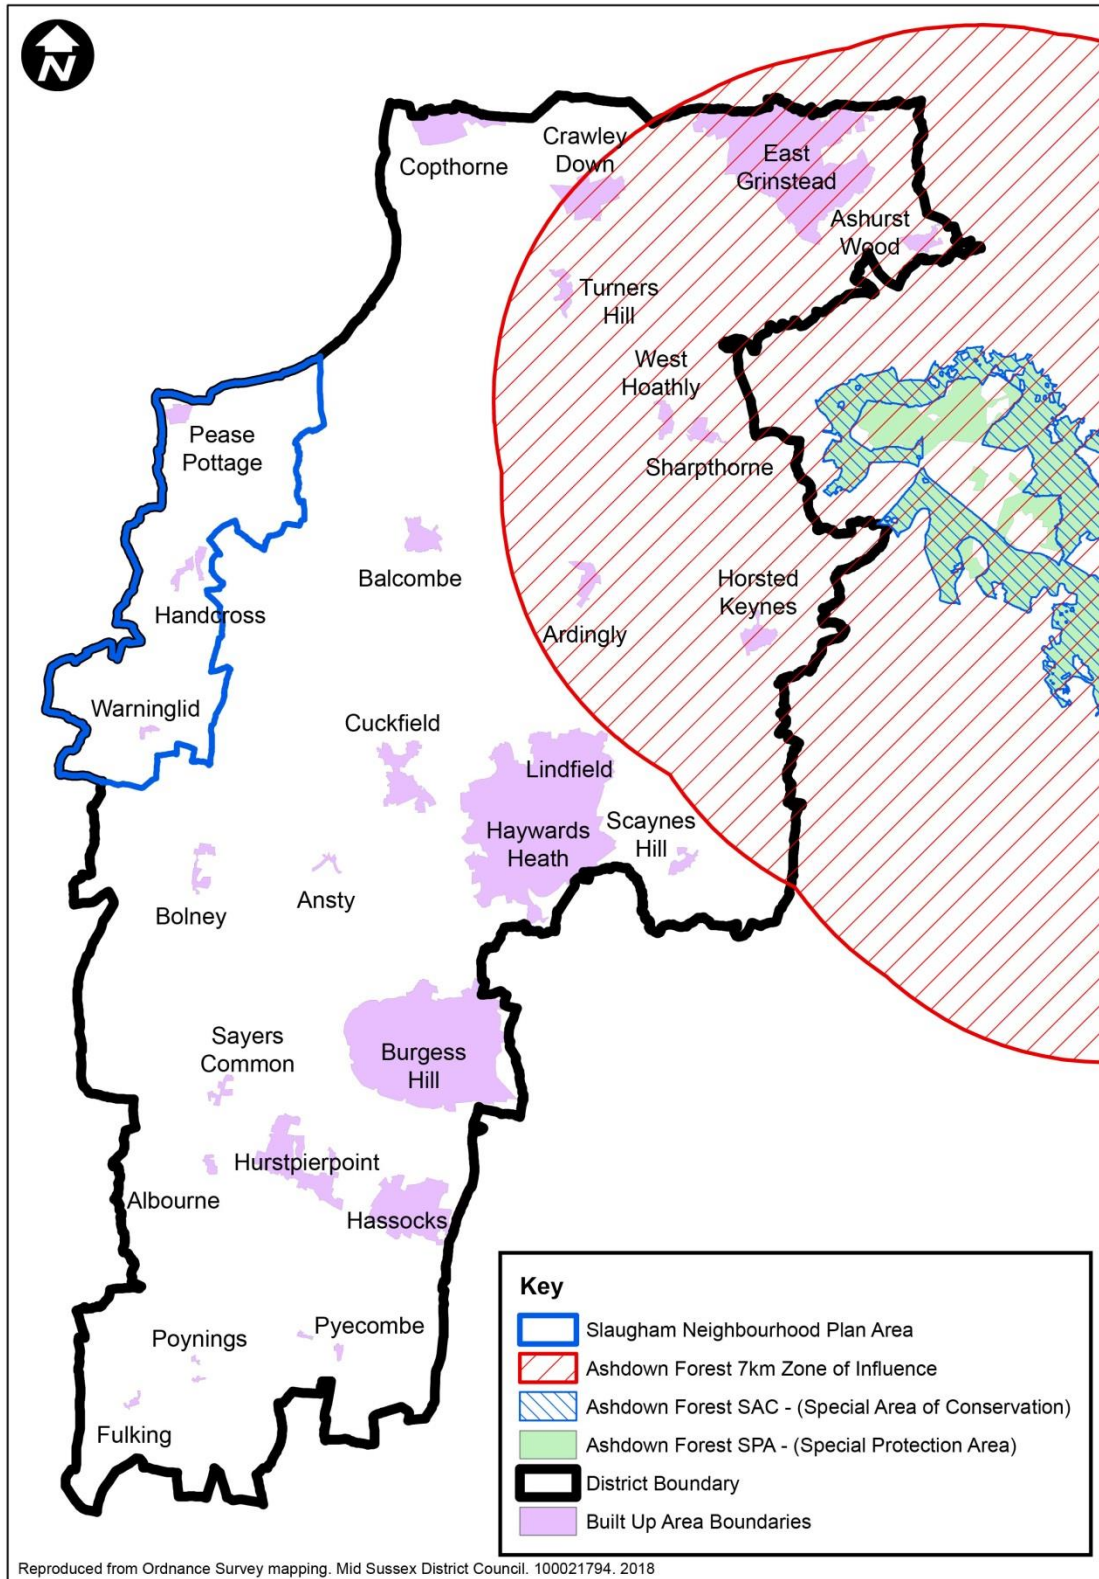 N
Copthorne
Crawley
Down
East
Grinstead
Ashurst
Wood
Turners
Hill
West
Hoathly
Sharpthorne
Pease
Pottage
Balcombe
Horsted
Keynes
Handcross
Ardingly
Warninglid
Cuckfield
Lindfield
Haywards
Heath
Scaynes
Hill
Bolney
Ansty
Sayers
Common
Burgess
Hill
Hurstpierpoint
Albourne
Hassocks
Poynings
Pyecombe
Fulking
Key
Slaugham Neighbourhood Plan Area
Ashdown Forest 7km Zone of Influence
Ashdown Forest SAC - (Special Area of Conservation)
Ashdown Forest SPA - (Special Protection Area)
District Boundary
Built Up Area Boundaries
Reproduced from Ordnance Survey mapping. Mid Sussex District Council. 100021794. 2018